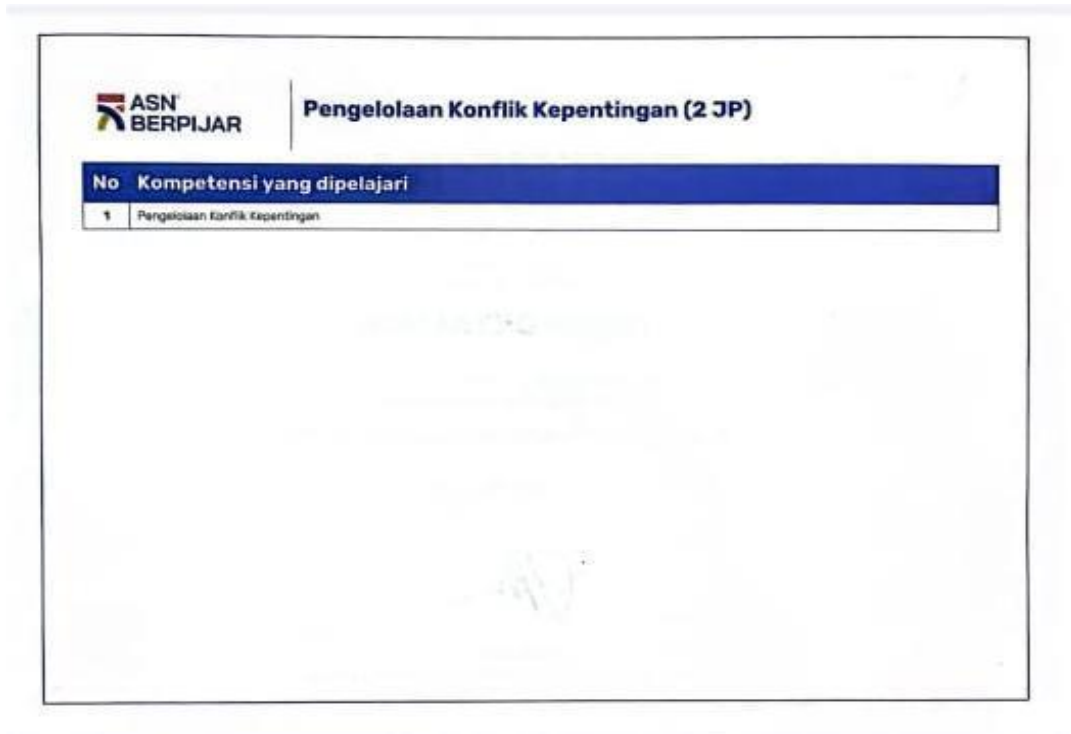 ASN
BERPIJAR
Pengelolaan Konflik Kepentingan (2 JP)
No Kompetensi yang dipelajari
1 Pengelolaan Konflik Kepentingan